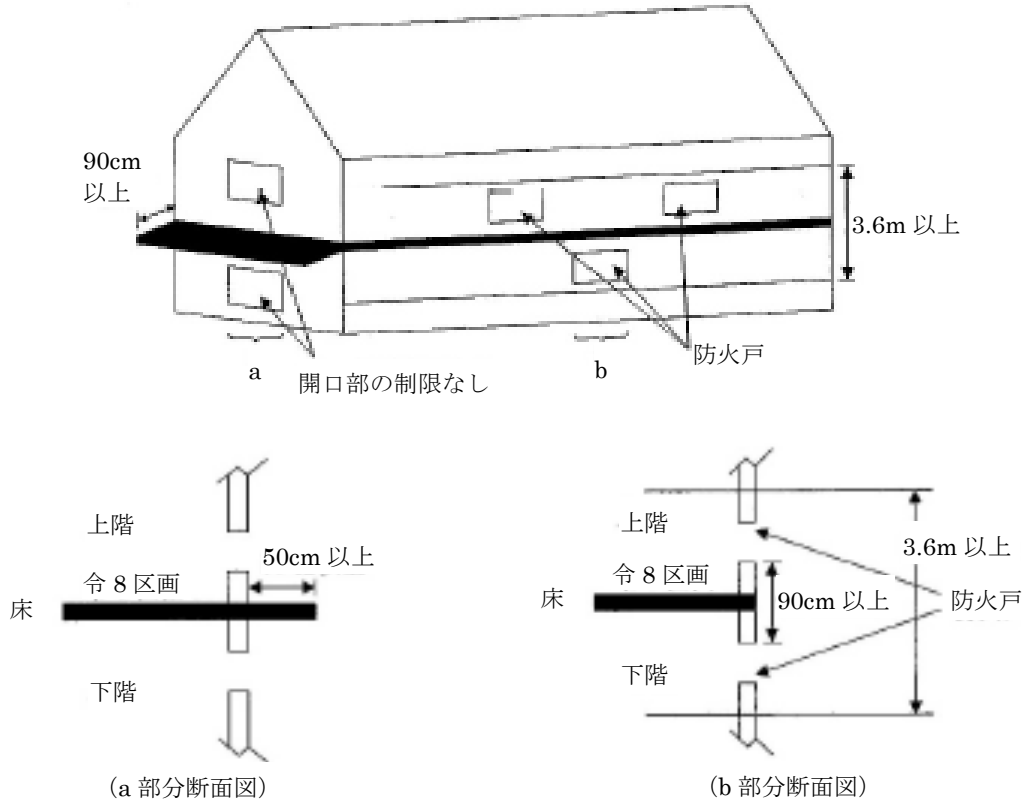 90cm
以上
3.6m 以上
a
開口部の制限なし
b
防火戸
上階
50cm 以上
令 8 区画
床
下階
(a 部分断面図)
上階
3.6m 以上
令 8 区画
床
90cm 以上
防火戸
下階
(b 部分断面図)